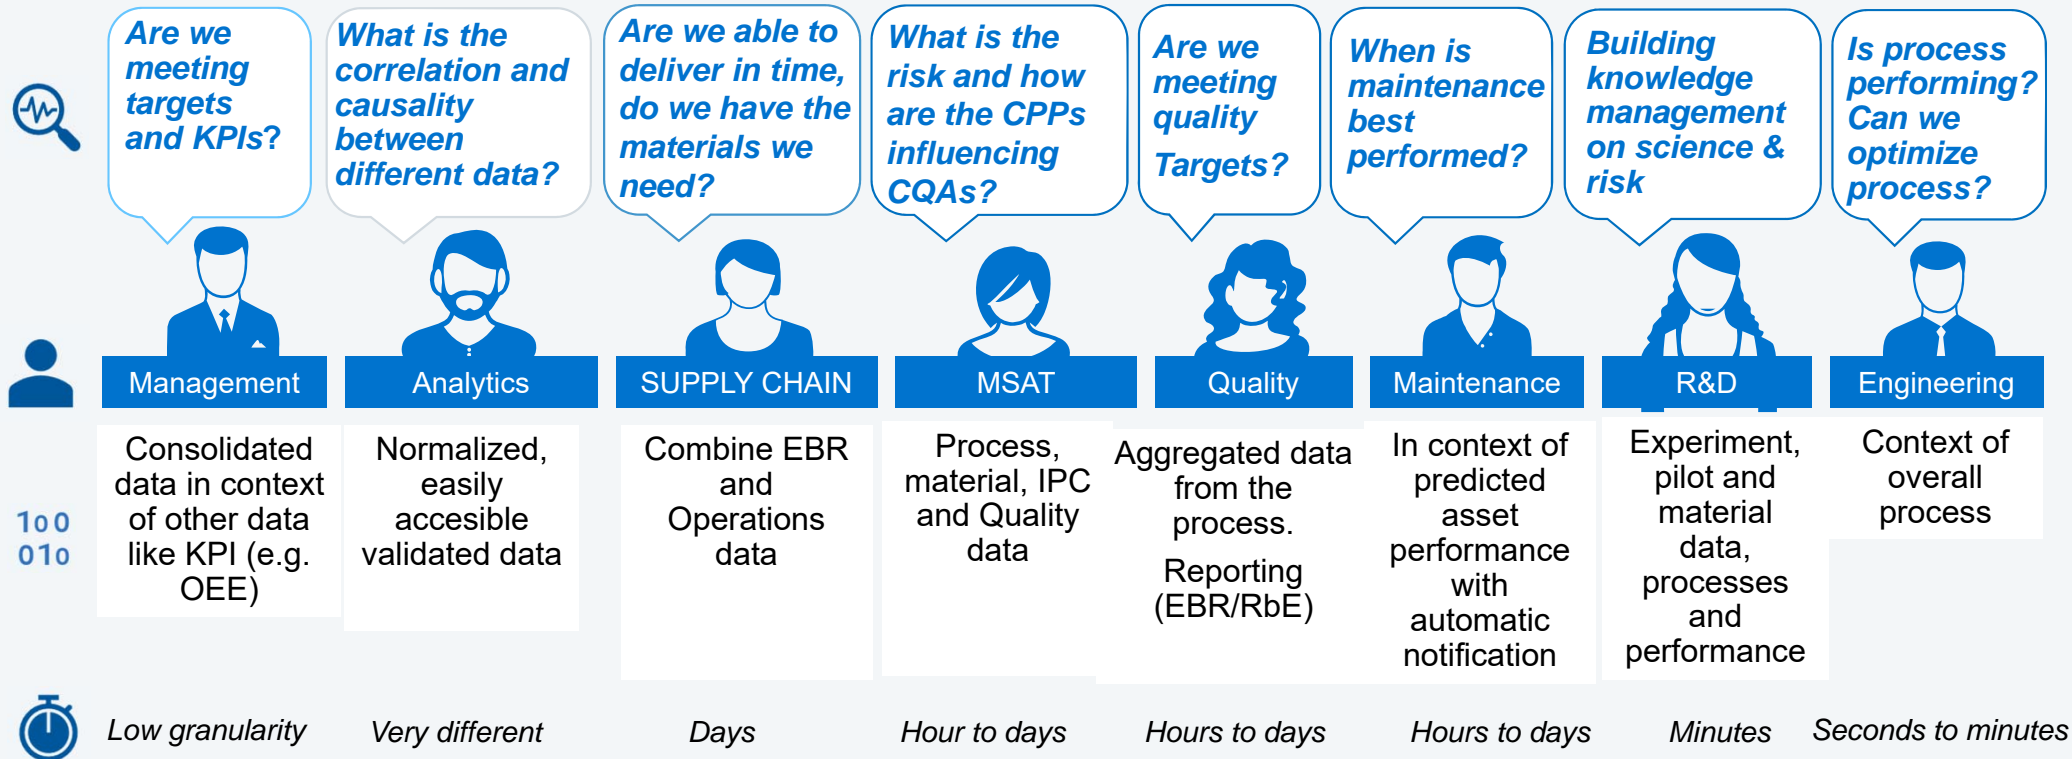 Are we
meeting
targets
and KPIs?
What is the
correlation and
causality
between
different data?
Are we able to
deliver in time,
do we have the
materials we
need?
What is the
risk and how
are the CPPs
influencing
CQAs?
Are we
meeting
quality
Targets?
When is
maintenance
best
performed?
Building
knowledge
management
on science &
risk
Is process
performing?
Can we
optimize
process?
Management
Analytics
SUPPLY CHAIN
MSAT
Quality
Maintenance
R&D
Engineering
100
010
Consolidated
data in context
of other data
like KPI (e.g.
OEE)
Normalized,
easily
accesible
validated data
Combine EBR
and
Operations
data
Process,
material, IPC
and Quality
data
Aggregated data
from the
process.
Reporting
(EBR/RbE)
In context of
predicted
asset
performance
with
automatic
notification
Experiment,
pilot and
material
data,
processes
and
performance
Context of
overall
process
Low granularity
Very different
Days
Hour to days
Hours to days
Hours to days
Minutes
Seconds to minutes